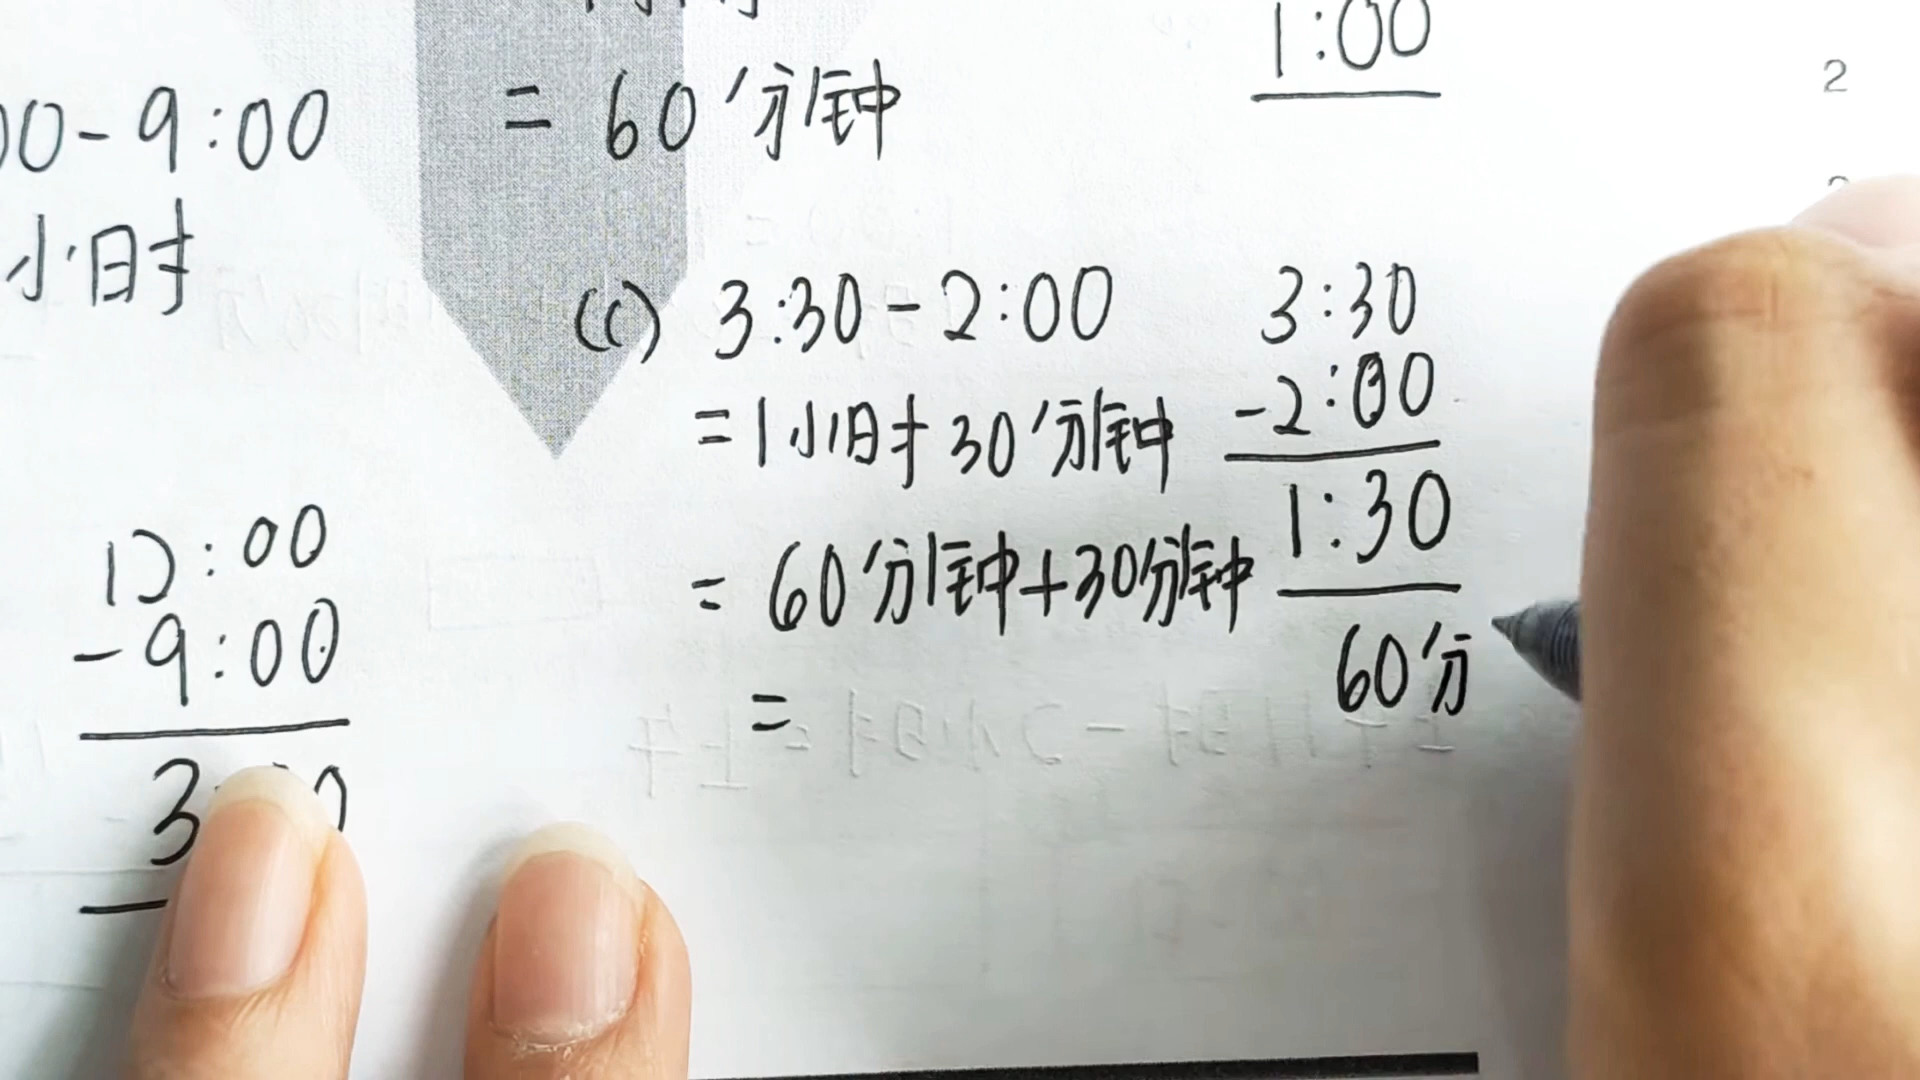 00-9:00
小时
12:00
-9:00
= 60分钟
1:00
(c) 3:30-2:00
=1小时30分钟
= 60分钟+30分钟
=
3:30
-2:00
1:30
60分
2